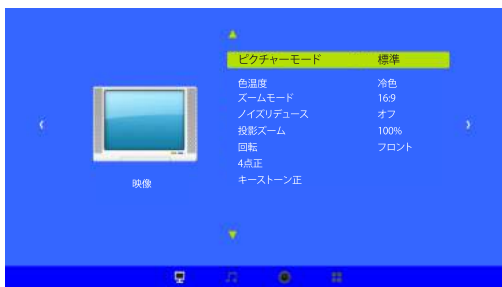 ピクチャーモード 標準
色温度 冷色
ズームモード 16:9
ノイズリデュース オフ
投影ズーム 100%
回転 フロント
4点正
キーストーン正
映像